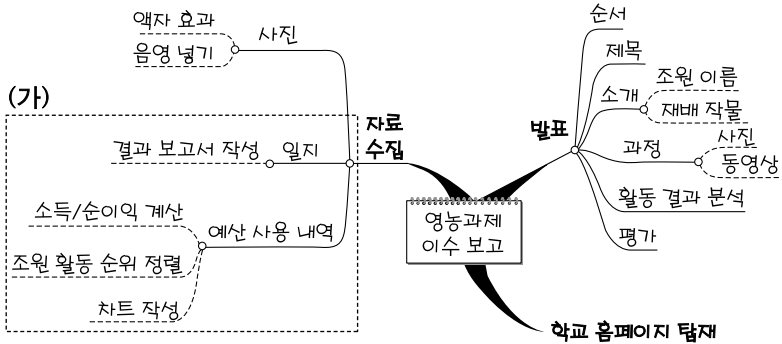 액자 효과
음영 넣기
사진
(가)
자료
수집
결과 보고서 작성
일지
소득/순이익 계산
조원 활동 순위 정렬
차트 작성
예산 사용 내역
영농과제
이수 보고
발표
순서
제목
소개
조원 이름
재배 작물
과정
사진
동영상
활동 결과 분석
평가
학교 홈페이지 탑재